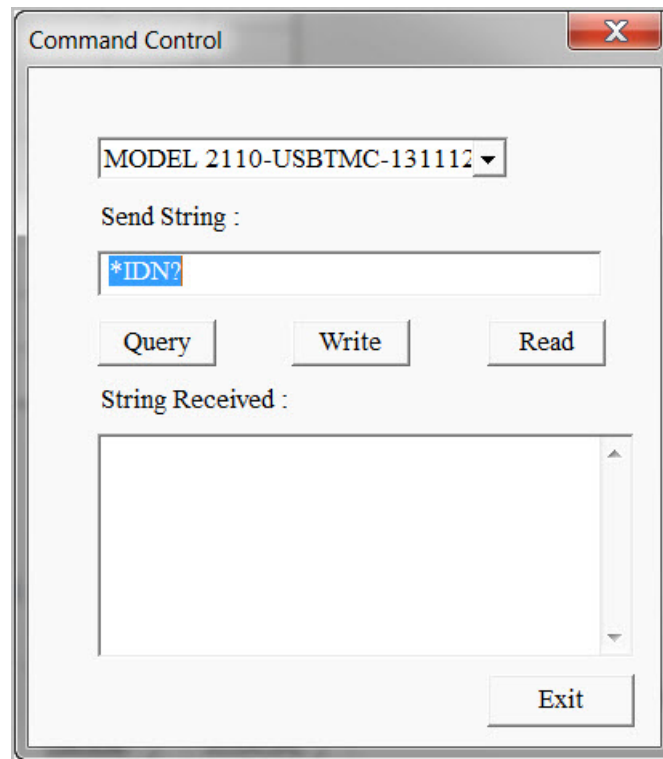 Command Control
MODEL 2110-USBTMC-131112
Send String :
*IDN?
Query Write Read
String Received :
Exit